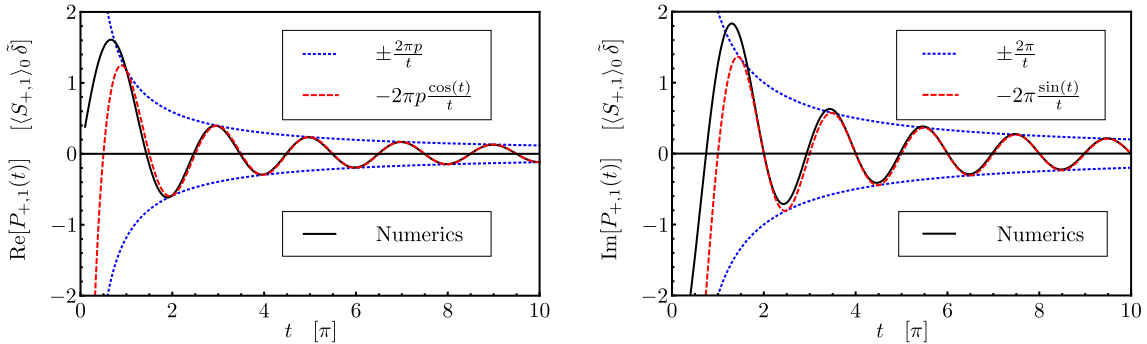 Re[P₊,₁(t)] [⟨S₊,₁⟩₀ δ̃]
2
1
0
−1
−2
± 2πp/t
−2πp cos(t)/t
Numerics
0 2 4 6 8 10
t [π]
Im[P₊,₁(t)] [⟨S₊,₁⟩₀ δ̃]
2
1
0
−1
−2
± 2π/t
−2π sin(t)/t
Numerics
0 2 4 6 8 10
t [π]